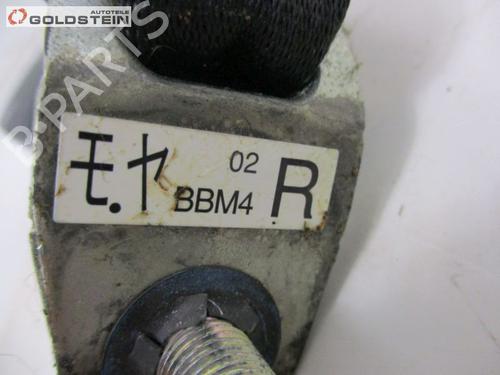 AUTOTEILE
GOLDSTEIN
B-PARTS
モ.ヤ 02 BBM4 R